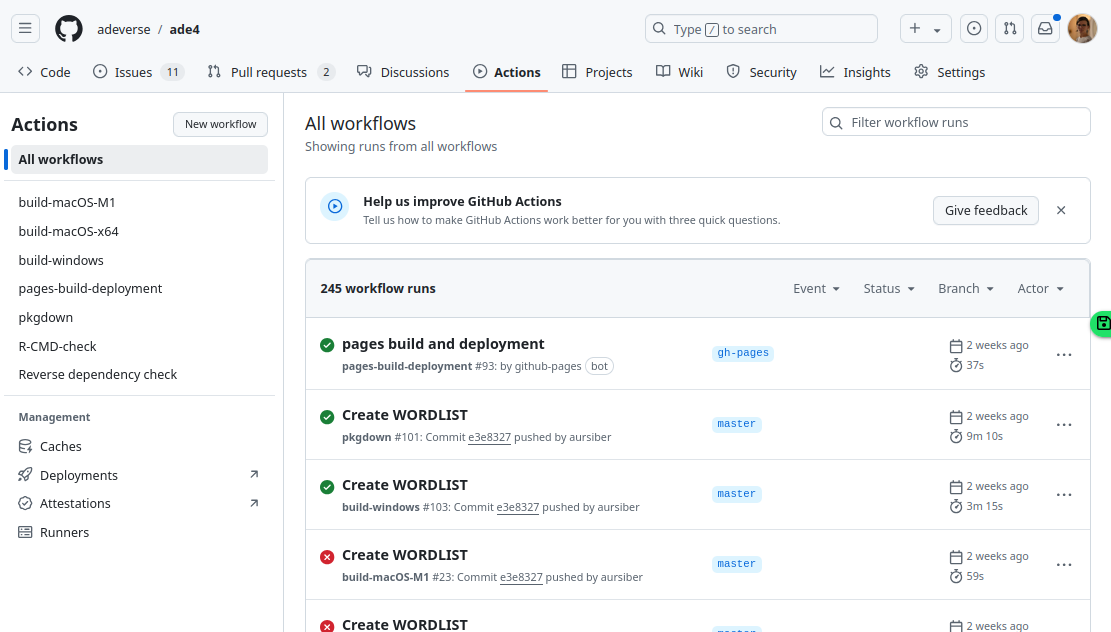 adeverse / ade4
Type / to search
Code
Issues 11
Pull requests 2
Discussions
Actions
Projects
Wiki
Security
Insights
Settings
Actions
New workflow
All workflows
build-macOS-M1
build-macOS-x64
build-windows
pages-build-deployment
pkgdown
R-CMD-check
Reverse dependency check
Management
Caches
Deployments
Attestations
Runners
All workflows
Showing runs from all workflows
Filter workflow runs
Help us improve GitHub Actions
Tell us how to make GitHub Actions work better for you with three quick questions.
Give feedback
245 workflow runs
Event
Status
Branch
Actor
pages build and deployment
pages-build-deployment #93: by github-pages bot
gh-pages
2 weeks ago
37s
Create WORDLIST
pkgdown #101: Commit e3e8327 pushed by aursiber
master
2 weeks ago
9m 10s
Create WORDLIST
build-windows #103: Commit e3e8327 pushed by aursiber
master
2 weeks ago
3m 15s
Create WORDLIST
build-macOS-M1 #23: Commit e3e8327 pushed by aursiber
master
2 weeks ago
59s
Create WORDLIST
master
2 weeks ago